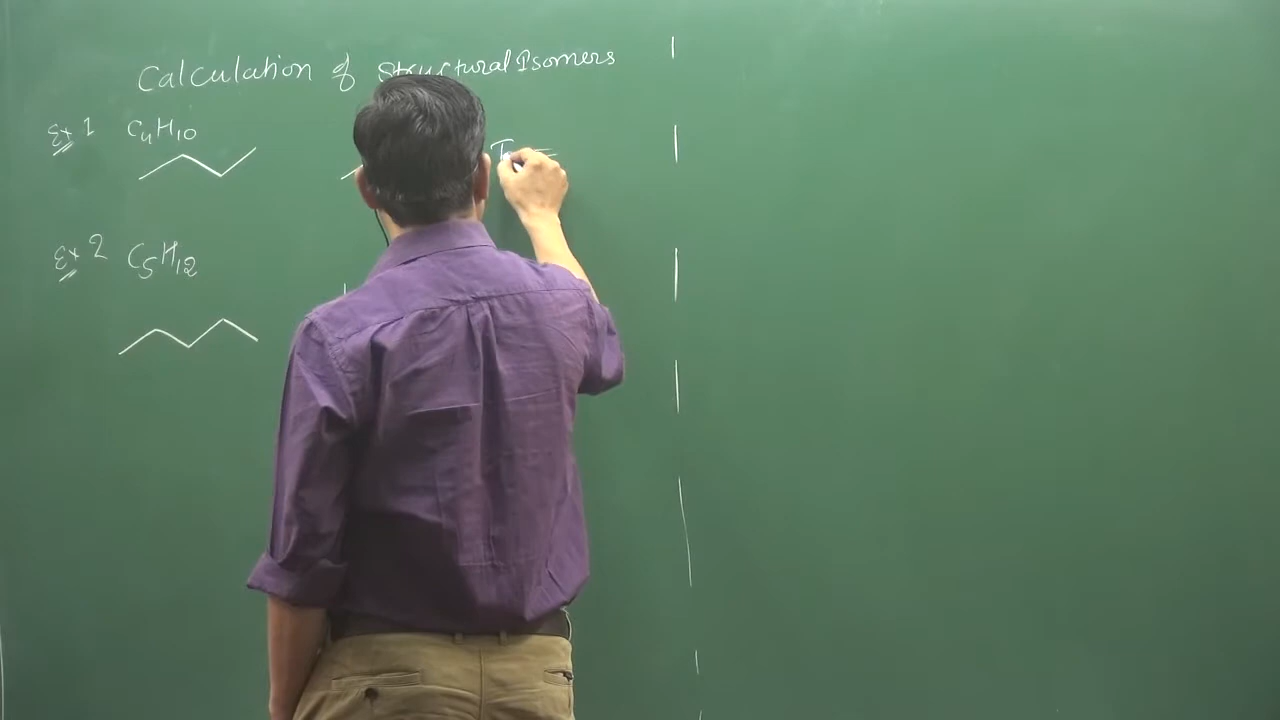 Calculation of Structural Isomers
Ex 1 C4H10
=
Ex 2 C5H12